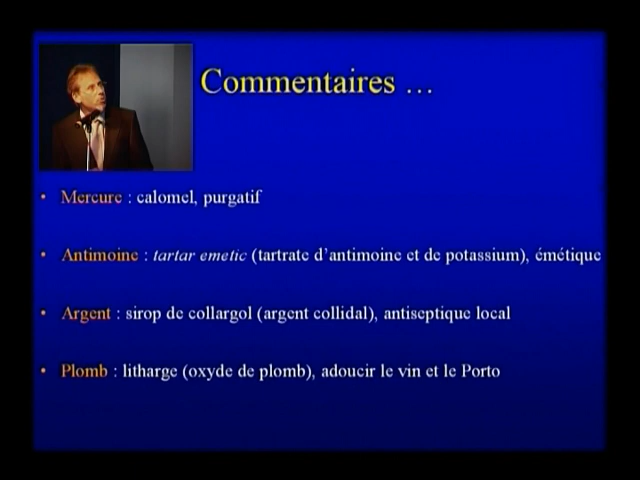 Commentaires …
• Mercure : calomel, purgatif
• Antimoine : tartar emetic (tartrate d'antimoine et de potassium), émétique
• Argent : sirop de collargol (argent collidal), antiseptique local
• Plomb : litharge (oxyde de plomb), adoucir le vin et le Porto